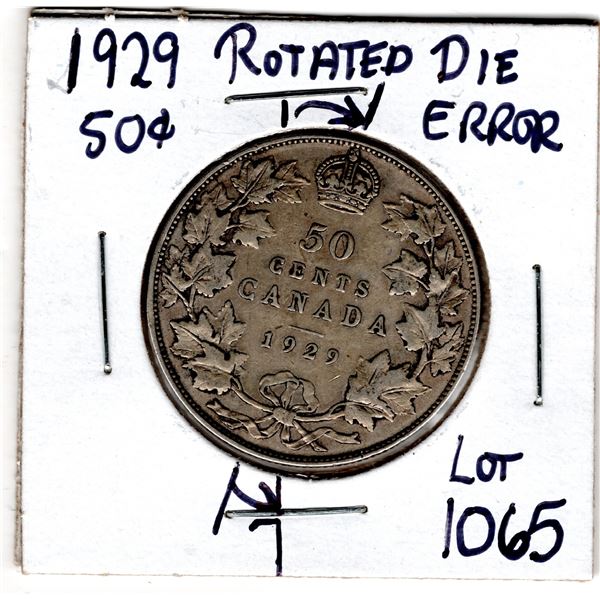 1929 ROTATED DIE
50¢ ERROR
50
CENTS
CANADA
1929
LOT
1065